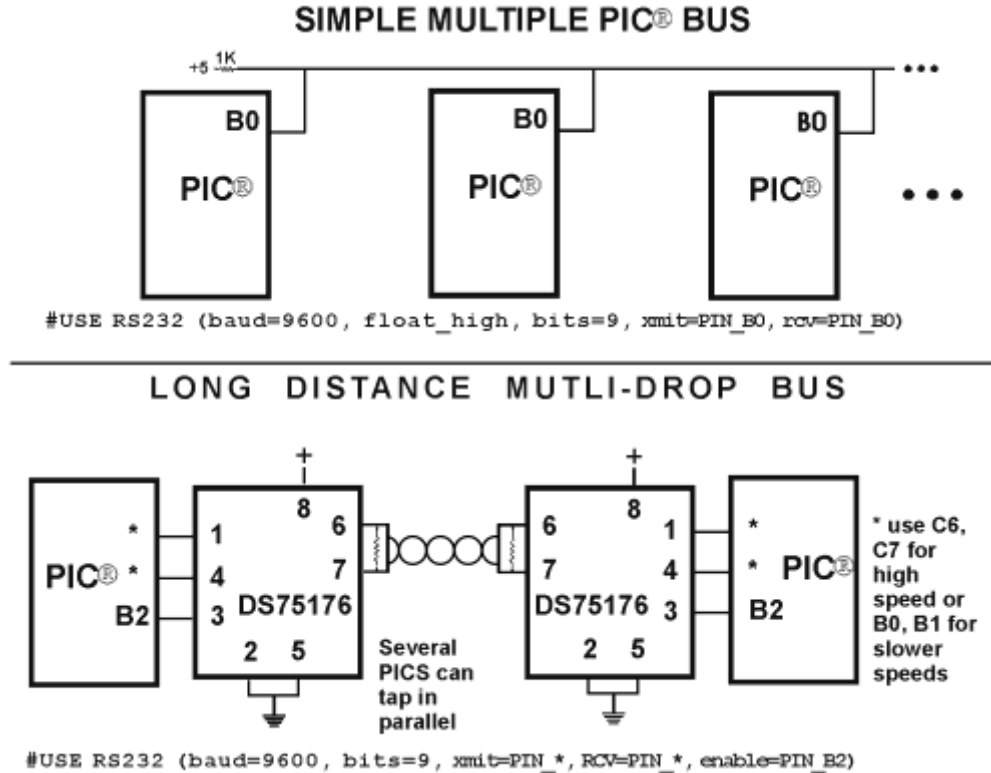 SIMPLE MULTIPLE PIC® BUS
+5 1K
B0 B0 B0
PIC® PIC® PIC®
#USE RS232 (baud=9600, float_high, bits=9, xmit=PIN_B0, rcv=PIN_B0)
LONG DISTANCE MUTLI-DROP BUS
+ +
8 8
* 1 6 6 1 *
PIC® * 4 7 7 4 * PIC®
B2 3 DS75176 DS75176 3 B2
2 5 2 5
Several
PICS can
tap in
parallel
* use C6,
C7 for
high
speed or
B0, B1 for
slower
speeds
#USE RS232 (baud=9600, bits=9, xmit=PIN_*, RCV=PIN_*, enable=PIN_B2)